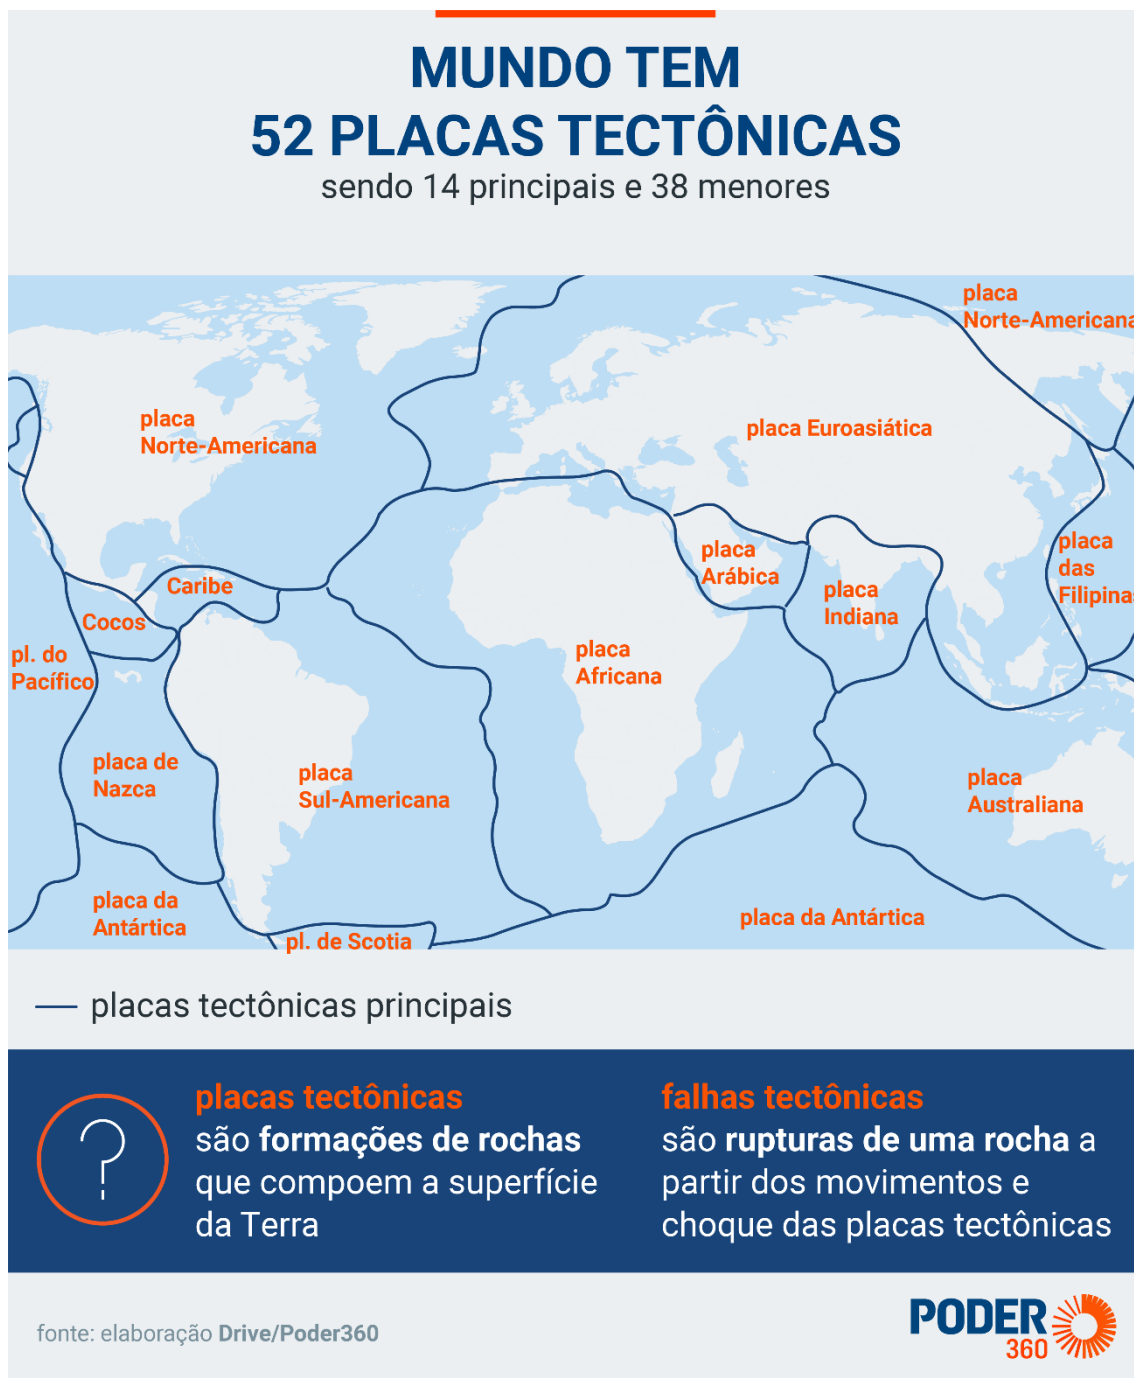 MUNDO TEM
52 PLACAS TECTÔNICAS
sendo 14 principais e 38 menores
placa
Norte-Americana
placa
Norte-Americana
placa Euroasiática
placa
das
Filipinas
placa
Arábica
placa
Indiana
Caribe
Cocos
pl. do
Pacífico
placa
Africana
placa de
Nazca
placa
Sul-Americana
placa
Australiana
placa da
Antártica
placa da Antártica
pl. de Scotia
placas tectônicas principais
?
placas tectônicas
são formações de rochas
que compoem a superfície
da Terra
falhas tectônicas
são rupturas de uma rocha a
partir dos movimentos e
choque das placas tectônicas
fonte: elaboração Drive/Poder360
PODER
360